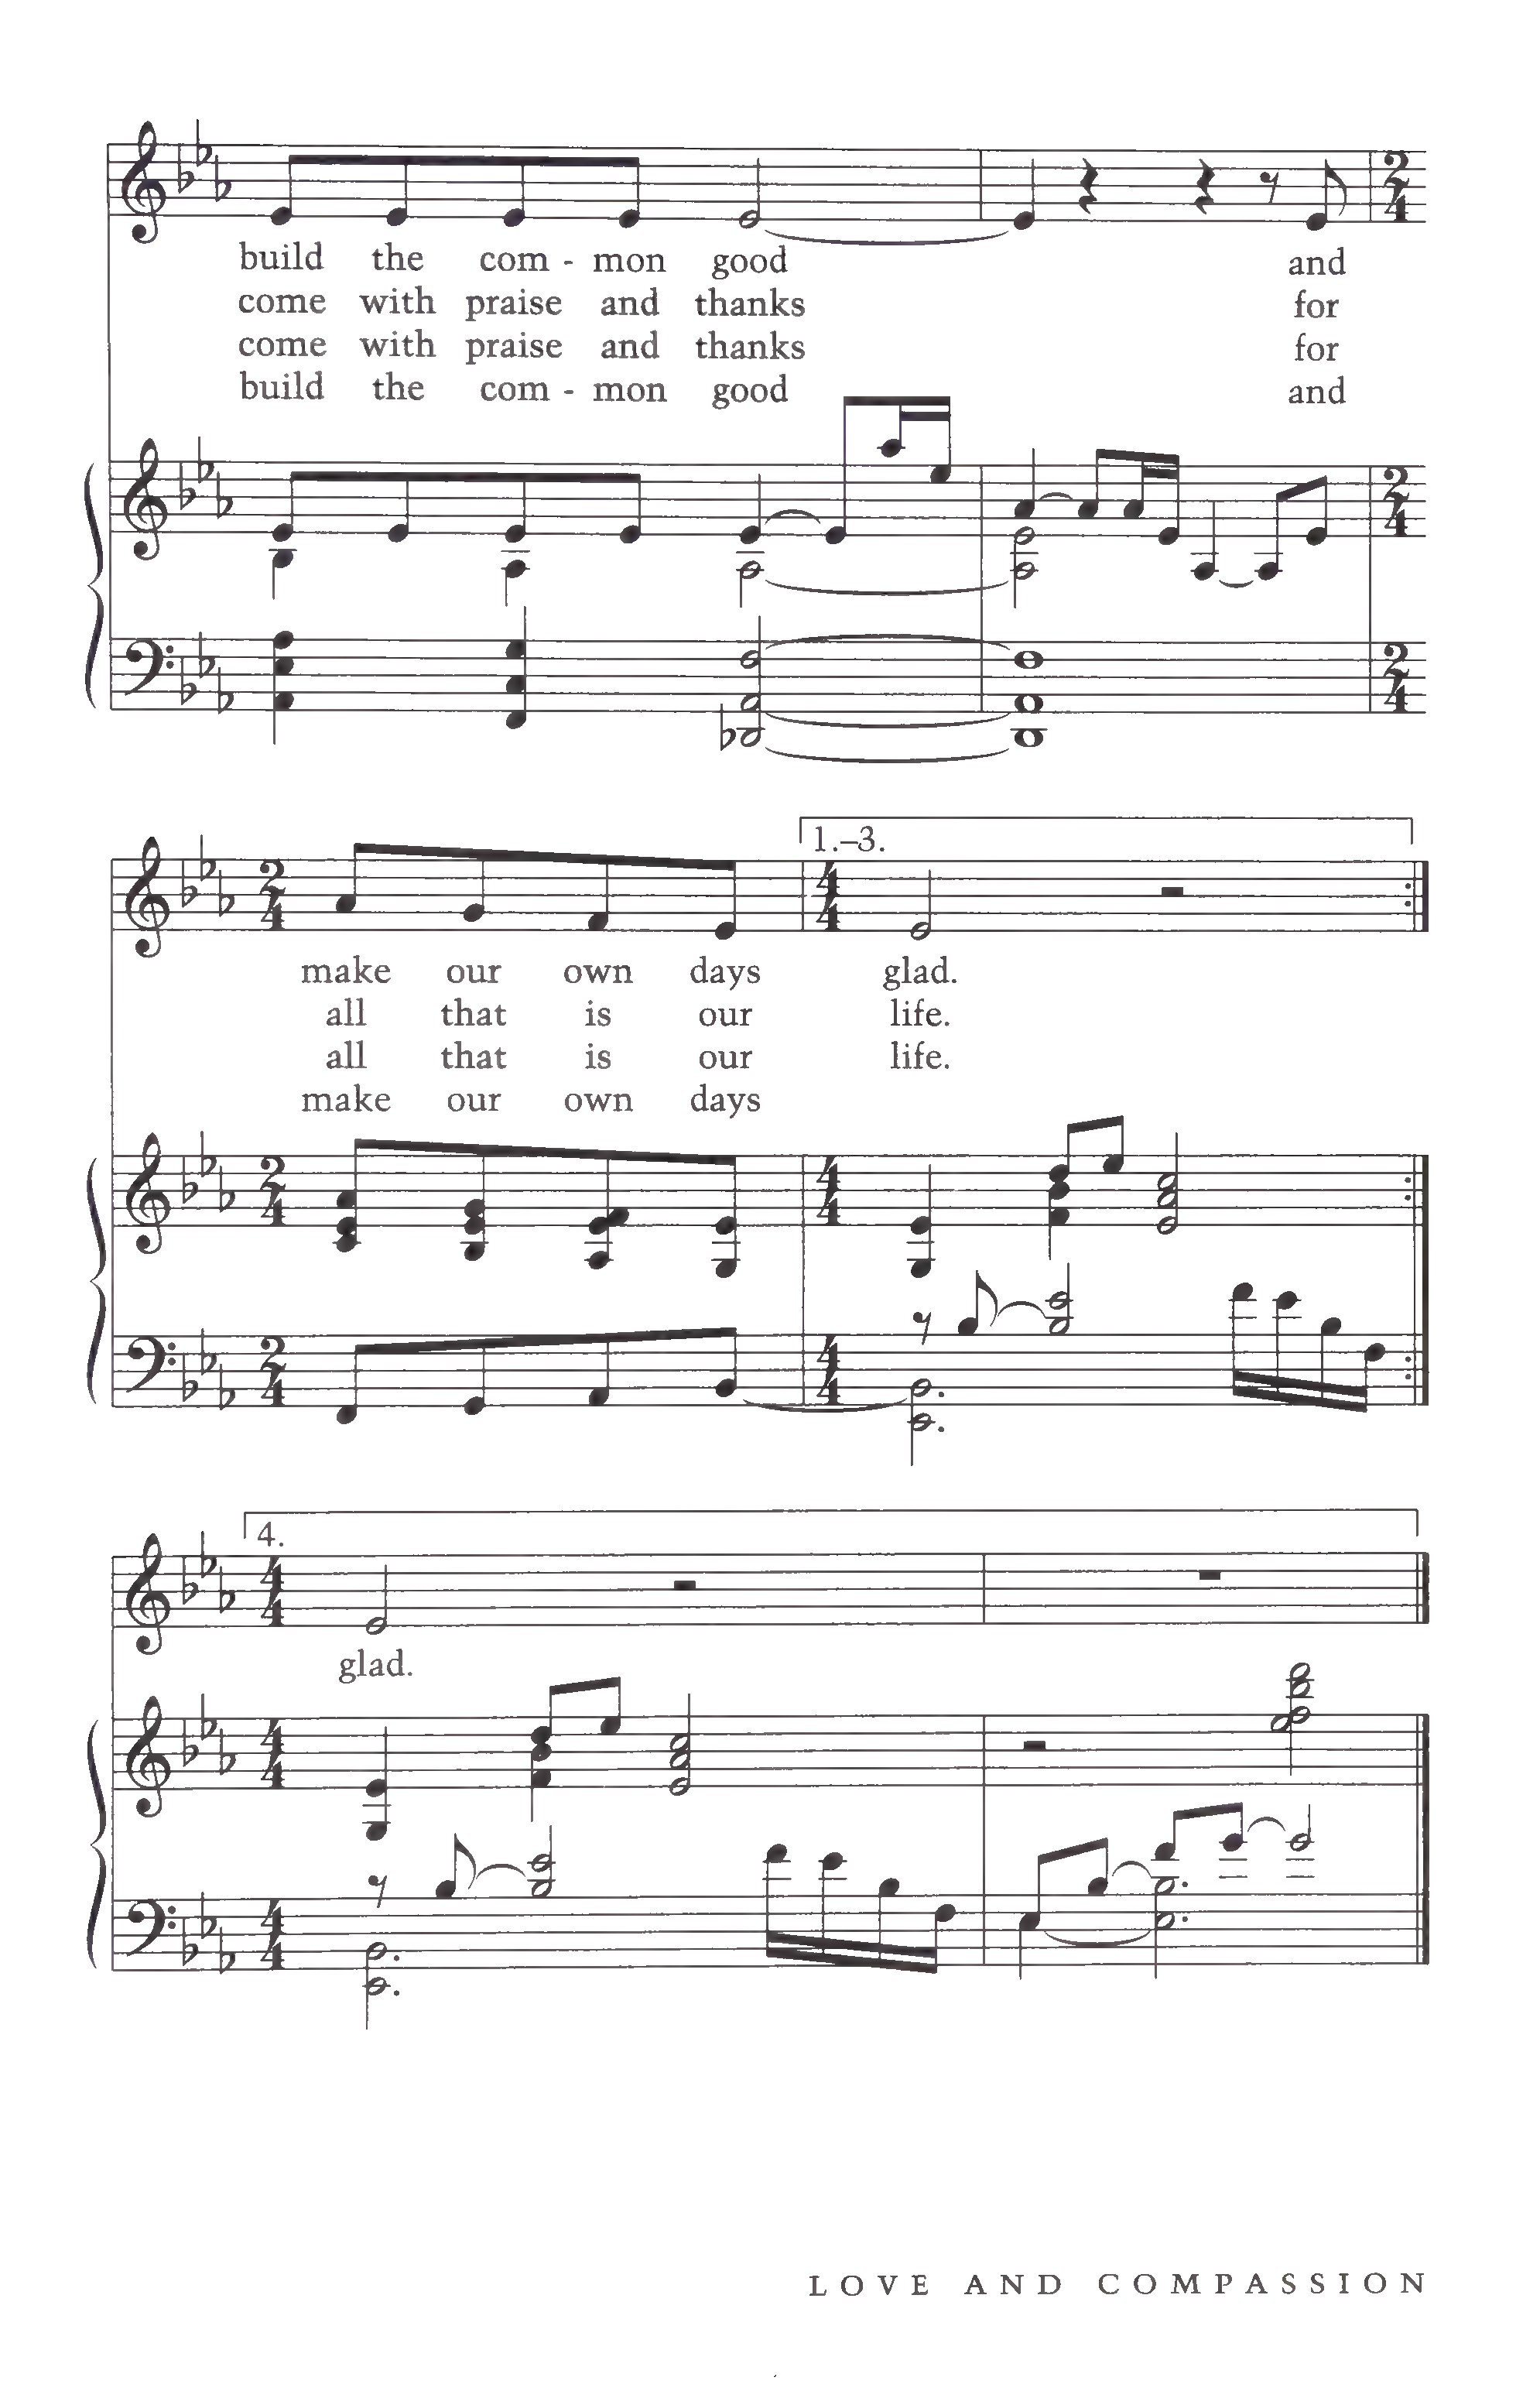 build the com - mon good and
come with praise and thanks for
come with praise and thanks for
build the com - mon good and
1.–3.
make our own days glad.
all that is our life.
all that is our life.
make our own days
4.
glad.
LOVE AND COMPASSION